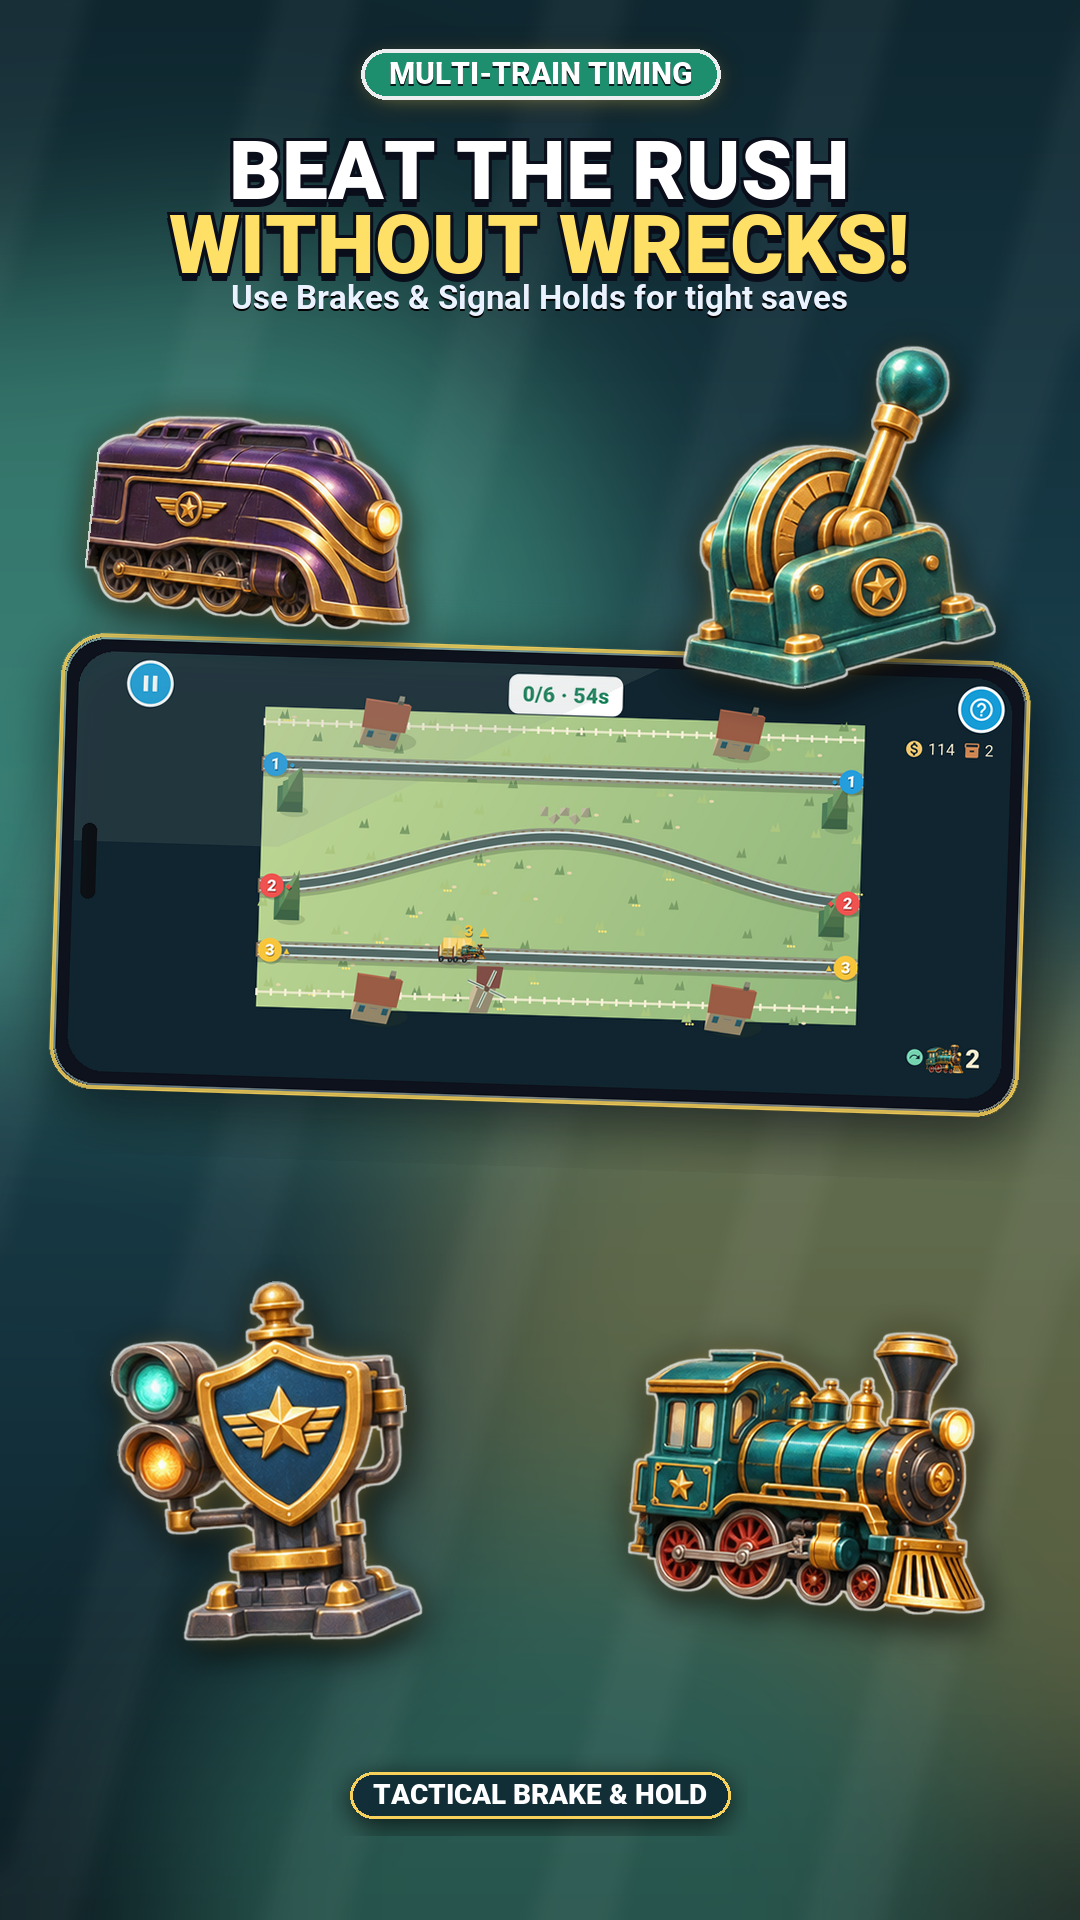 MULTI-TRAIN TIMING
BEAT THE RUSH
WITHOUT WRECKS!
Use Brakes & Signal Holds for tight saves
0/6 · 54s
114 2
1
1
2
2
3
3
3
2
TACTICAL BRAKE & HOLD